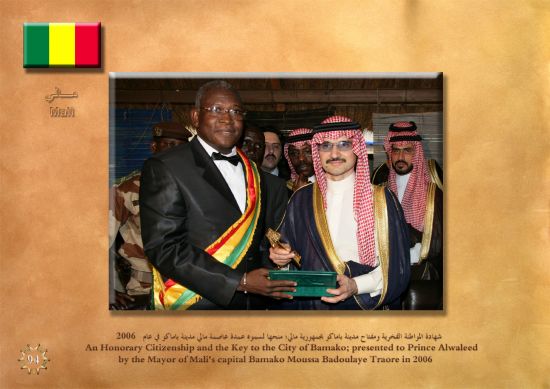 مالي
Mali
شهادة المواطنة الفخرية ومفتاح مدينة باماكو بجمهورية مالي؛ منحها لسموه عمدة عاصمة مالي مدينة باماكو في عام 2006
An Honorary Citizenship and the Key to the City of Bamako; presented to Prince Alwaleed
by the Mayor of Mali's capital Bamako Moussa Badoulaye Traore in 2006
94